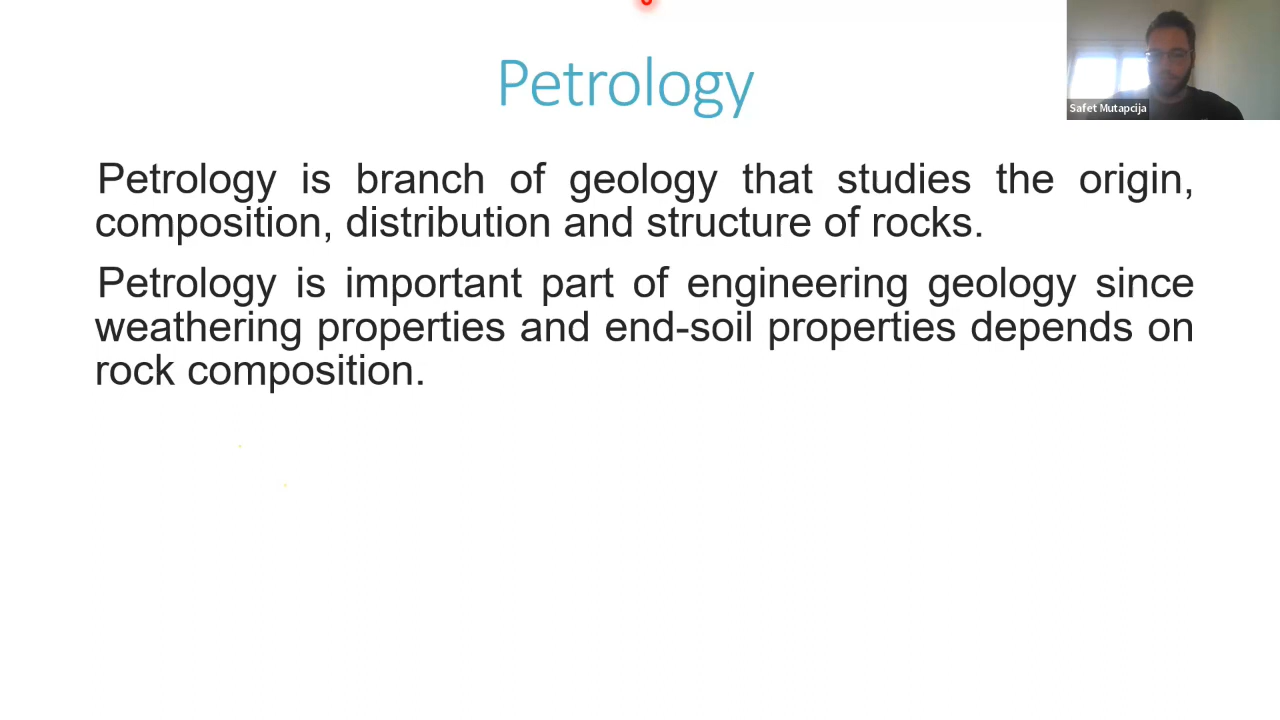 Petrology
Safet Mutapcija
Petrology is branch of geology that studies the origin,
composition, distribution and structure of rocks.
Petrology is important part of engineering geology since
weathering properties and end-soil properties depends on
rock composition.